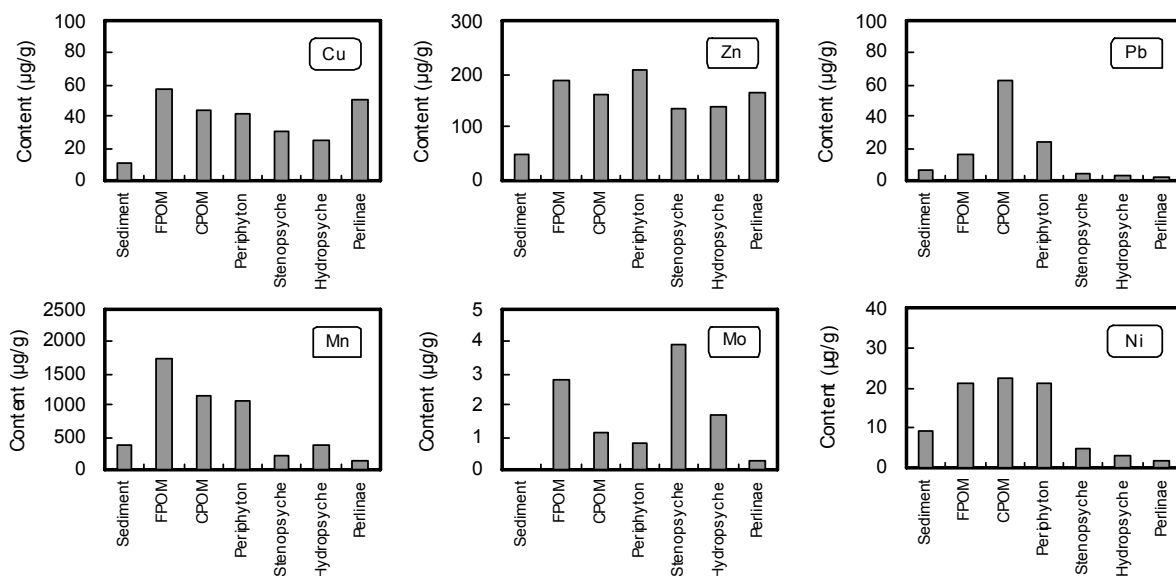 Content (µg/g)
100
80
60
40
20
0
Cu
Sediment
FPOM
CPOM
Periphyton
Stenopsyche
Hydropsyche
Perlinae
Content (µg/g)
300
200
100
0
Zn
Sediment
FPOM
CPOM
Periphyton
Stenopsyche
Hydropsyche
Perlinae
Content (µg/g)
100
80
60
40
20
0
Pb
Sediment
FPOM
CPOM
Periphyton
Stenopsyche
Hydropsyche
Perlinae
Content (µg/g)
2500
2000
1500
1000
500
0
Mn
Sediment
FPOM
CPOM
Periphyton
Stenopsyche
Hydropsyche
Perlinae
Content (µg/g)
5
4
3
2
1
0
Mo
Sediment
FPOM
CPOM
Periphyton
Stenopsyche
Hydropsyche
Perlinae
Content (µg/g)
40
30
20
10
0
Ni
Sediment
FPOM
CPOM
Periphyton
Stenopsyche
Hydropsyche
Perlinae